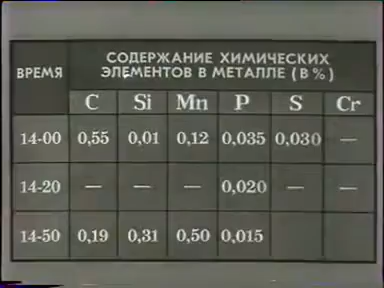 ВРЕМЯ
СОДЕРЖАНИЕ ХИМИЧЕСКИХ
ЭЛЕМЕНТОВ В МЕТАЛЛЕ (В %)
C Si Mn P S Cr
14-00 0,55 0,01 0,12 0,035 0,030 —
14-20 — — — 0,020
14-50 0,19 0,31 0,50 0,015